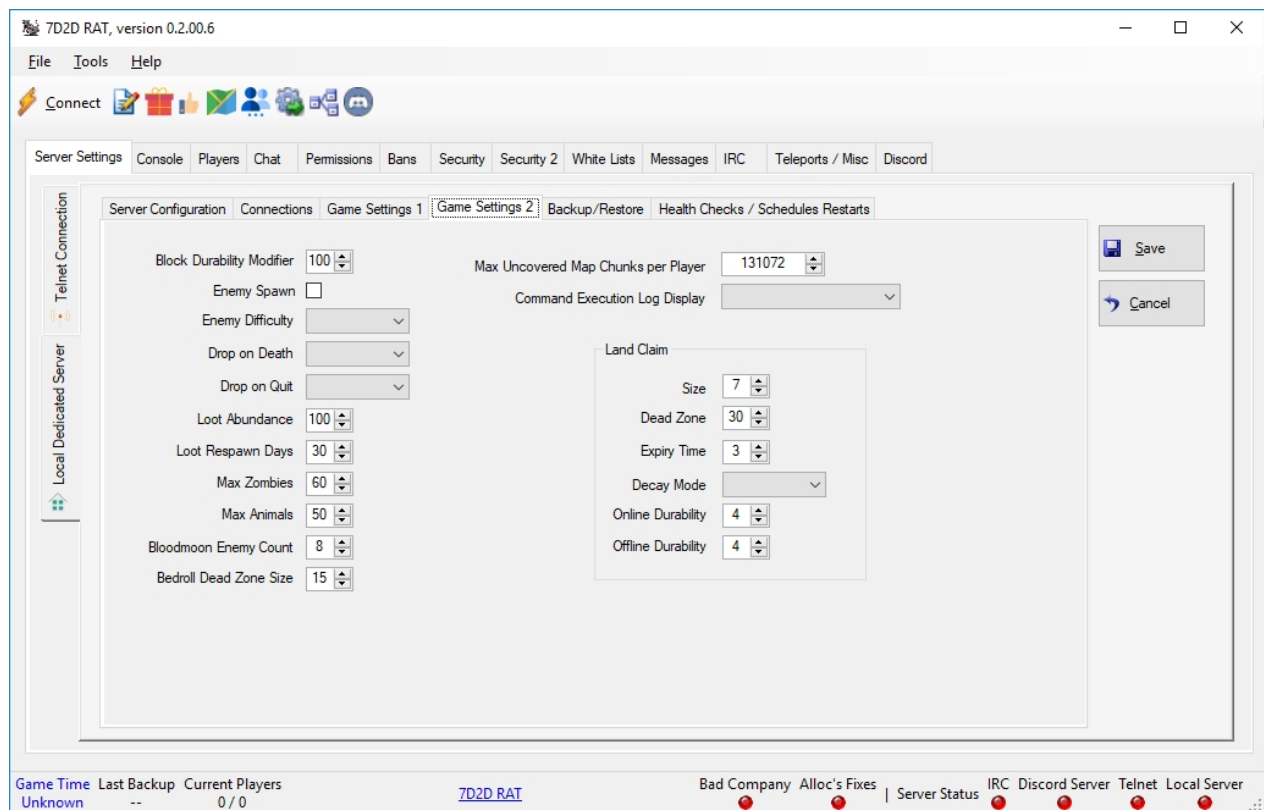 7D2D RAT, version 0.2.00.6
File Tools Help
Connect
Server Settings Console Players Chat Permissions Bans Security Security 2 White Lists Messages IRC Teleports / Misc Discord
Telnet Connection
Local Dedicated Server
Server Configuration Connections Game Settings 1 Game Settings 2 Backup/Restore Health Checks / Schedules Restarts
Block Durability Modifier 100
Enemy Spawn
Enemy Difficulty
Drop on Death
Drop on Quit
Loot Abundance 100
Loot Respawn Days 30
Max Zombies 60
Max Animals 50
Bloodmoon Enemy Count 8
Bedroll Dead Zone Size 15
Max Uncovered Map Chunks per Player 131072
Command Execution Log Display
Land Claim
Size 7
Dead Zone 30
Expiry Time 3
Decay Mode
Online Durability 4
Offline Durability 4
Save
Cancel
Game Time Last Backup Current Players Bad Company Alloc's Fixes | Server Status IRC Discord Server Telnet Local Server
Unknown -- 0 / 0 7D2D RAT